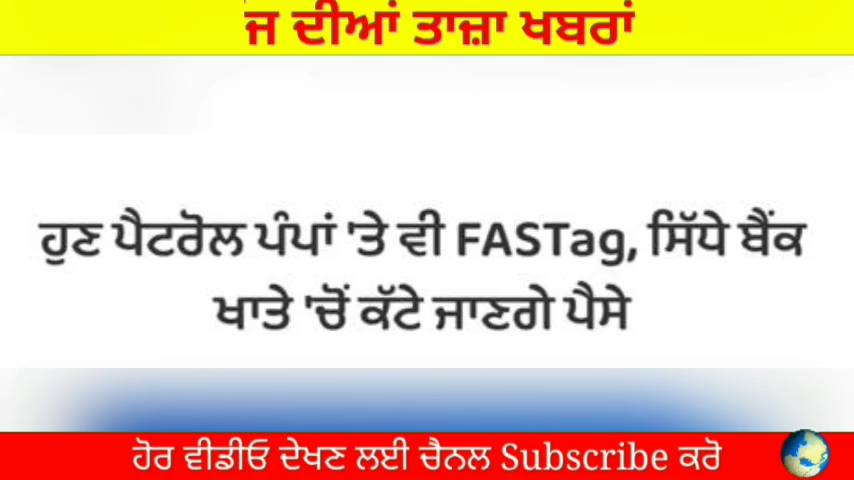 ਦੀਆਂ ਤਾਜ਼ਾ ਖਬਰਾਂ
ਹੁਣ ਪੈਟਰੋਲ ਪੰਪਾਂ 'ਤੇ ਵੀ FASTag, ਸਿੱਧੇ ਬੈਂਕ
ਖਾਤੇ 'ਚੋਂ ਕੱਟੇ ਜਾਣਗੇ ਪੈਸੇ
ਹੋਰ ਵੀਡੀਓ ਦੇਖਣ ਲਈ ਚੈਨਲ Subscribe ਕਰੋ